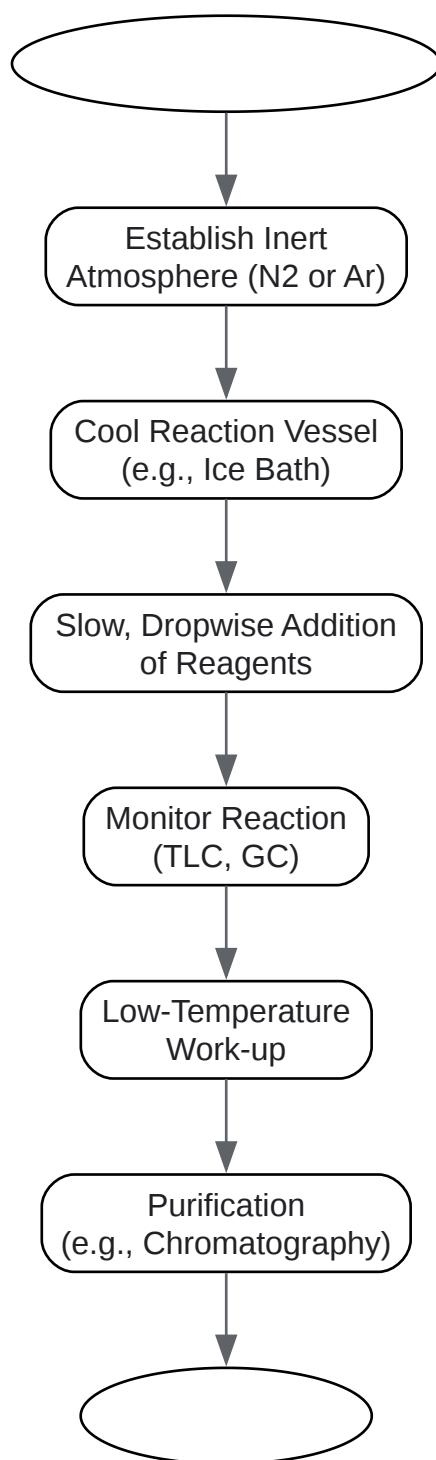 Establish Inert
Atmosphere (N2 or Ar)
Cool Reaction Vessel
(e.g., Ice Bath)
Slow, Dropwise Addition
of Reagents
Monitor Reaction
(TLC, GC)
Low-Temperature
Work-up
Purification
(e.g., Chromatography)